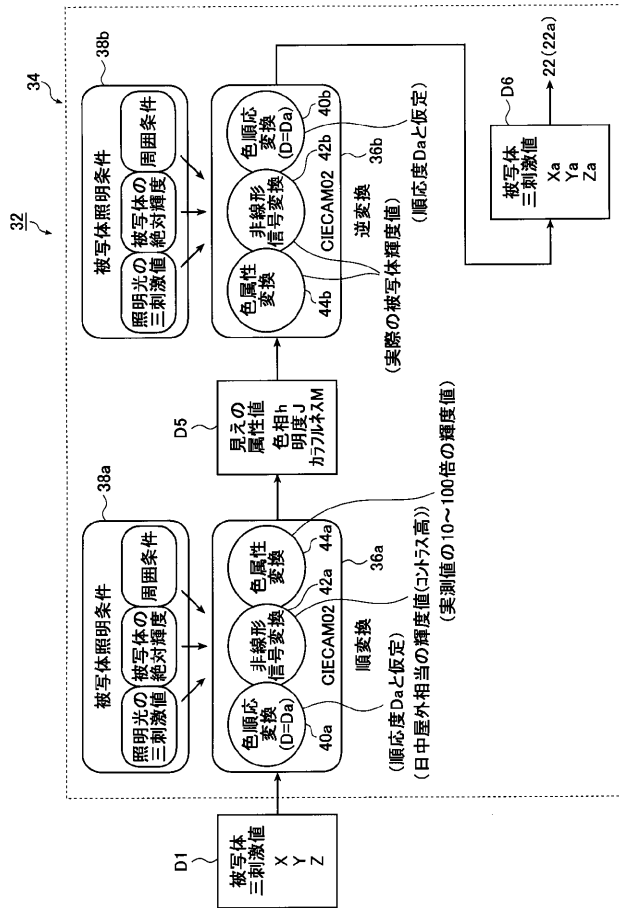 32
34
D1
被写体
三刺激値
X
Y
Z
38a
被写体照明条件
照明光の
三刺激値
被写体の
絶対輝度
周囲条件
色順応
変換
(D=Da)
非線形
信号変換
色属性
変換
40a
42a
44a
CIECAM02
順変換
36a
(順応度Daと仮定)
(日中屋外相当の輝度値(コントラス高))
(実測値の10〜100倍の輝度値)
D5
見えの
属性値
色相h
明度J
カラフルネスM
38b
被写体照明条件
照明光の
三刺激値
被写体の
絶対輝度
周囲条件
色属性
変換
非線形
信号変換
色順応
変換
(D=Da)
44b
42b
40b
CIECAM02
逆変換
36b
(実際の被写体輝度値)
(順応度Daと仮定)
D6
被写体
三刺激値
Xa
Ya
Za
22(22a)